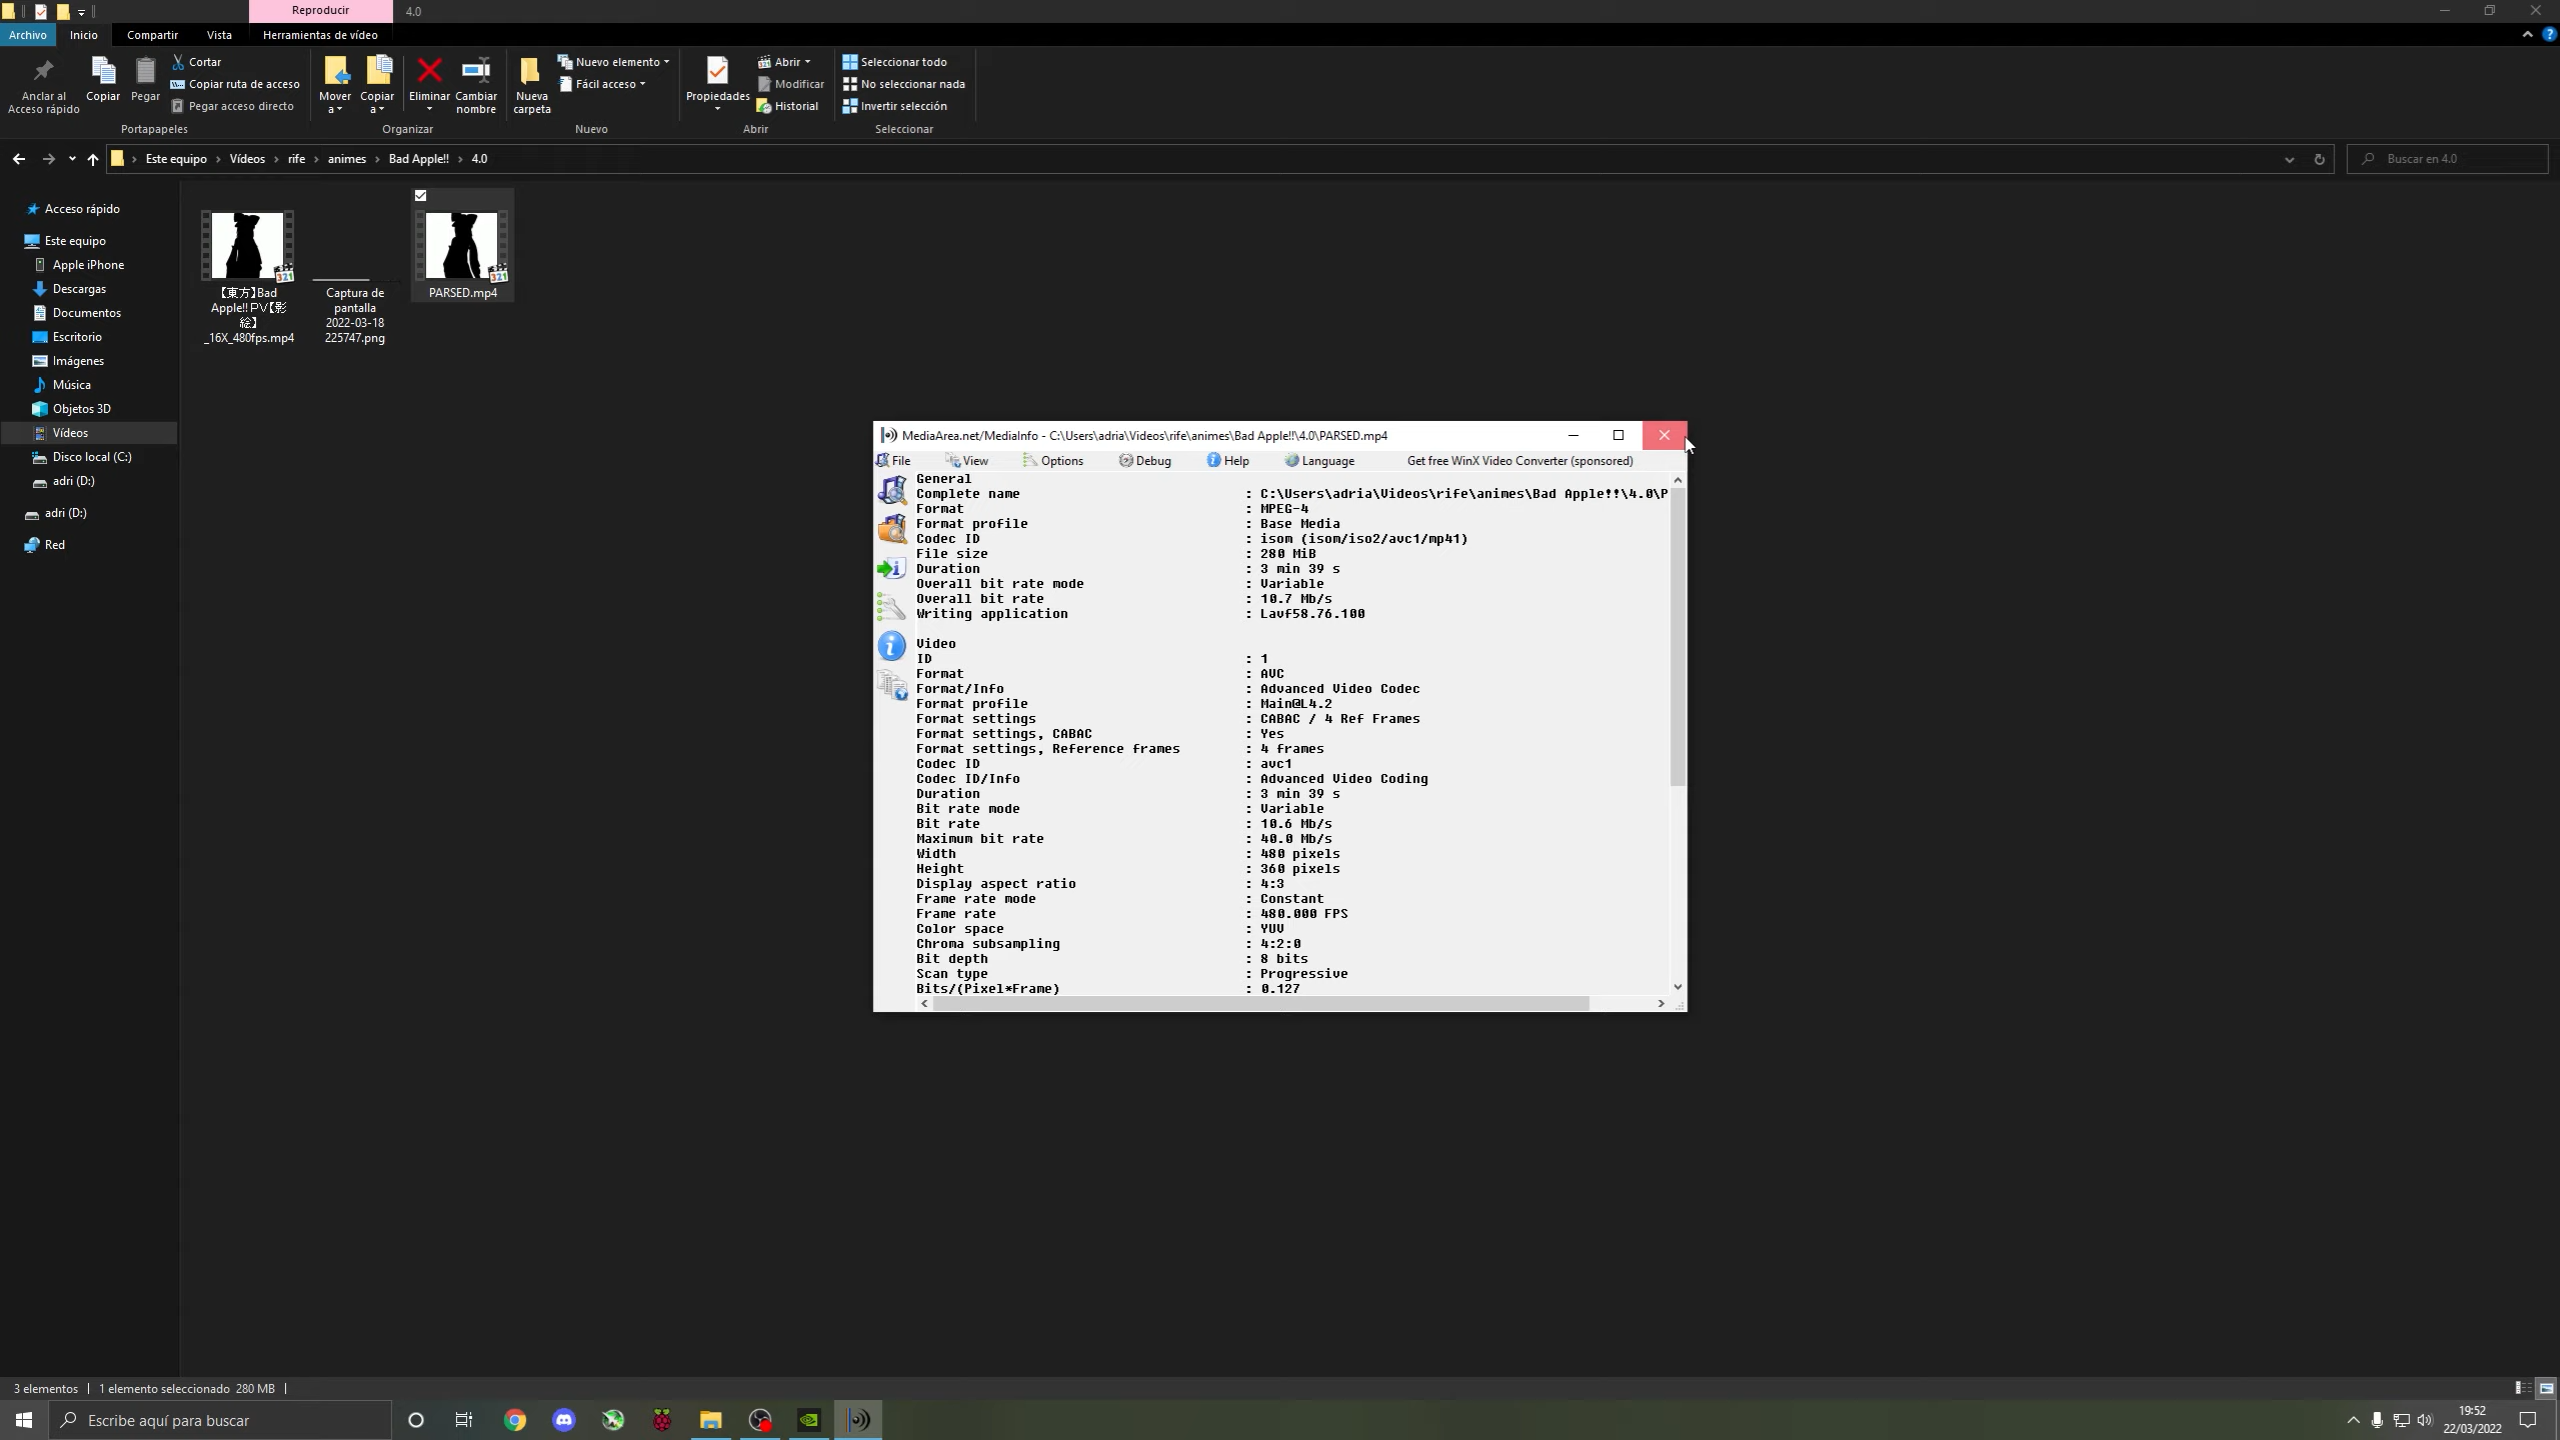 Reproducir
4.0
Archivo
Inicio
Compartir
Vista
Herramientas de vídeo
Anclar al
Acceso rápido
Copiar
Pegar
Cortar
Copiar ruta de acceso
Pegar acceso directo
Portapapeles
Mover
a
Copiar
a
Eliminar
Cambiar
nombre
Organizar
Nueva
carpeta
Nuevo elemento
Fácil acceso
Nuevo
Propiedades
Abrir
Modificar
Historial
Abrir
Seleccionar todo
No seleccionar nada
Invertir selección
Seleccionar
Este equipo › Vídeos › rife › animes › Bad Apple!! › 4.0
Buscar en 4.0
Acceso rápido
Este equipo
Apple iPhone
Descargas
Documentos
Escritorio
Imágenes
Música
Objetos 3D
Vídeos
Disco local (C:)
adri (D:)
adri (D:)
Red
321
【東方】Bad
Apple!! PV【影
絵】
_16X_480fps.mp4
Captura de
pantalla
2022-03-18
225747.png
321
PARSED.mp4
MediaArea.net/MediaInfo - C:\Users\adria\Videos\rife\animes\Bad Apple!!\4.0\PARSED.mp4
File
View
Options
Debug
Help
Language
Get free WinX Video Converter (sponsored)
General
Complete name : C:\Users\adria\Videos\rife\animes\Bad Apple!!\4.0\P
Format : MPEG-4
Format profile : Base Media
Codec ID : isom (isom/iso2/avc1/mp41)
File size : 280 MiB
Duration : 3 min 39 s
Overall bit rate mode : Variable
Overall bit rate : 10.7 Mb/s
Writing application : Lavf58.76.100
Video
ID : 1
Format : AVC
Format/Info : Advanced Video Codec
Format profile : Main@L4.2
Format settings : CABAC / 4 Ref Frames
Format settings, CABAC : Yes
Format settings, Reference frames : 4 frames
Codec ID : avc1
Codec ID/Info : Advanced Video Coding
Duration : 3 min 39 s
Bit rate mode : Variable
Bit rate : 10.6 Mb/s
Maximum bit rate : 40.0 Mb/s
Width : 480 pixels
Height : 360 pixels
Display aspect ratio : 4:3
Frame rate mode : Constant
Frame rate : 480.000 FPS
Color space : YUV
Chroma subsampling : 4:2:0
Bit depth : 8 bits
Scan type : Progressive
Bits/(Pixel*Frame) : 0.127
3 elementos
1 elemento seleccionado 280 MB
Escribe aquí para buscar
19:52
22/03/2022